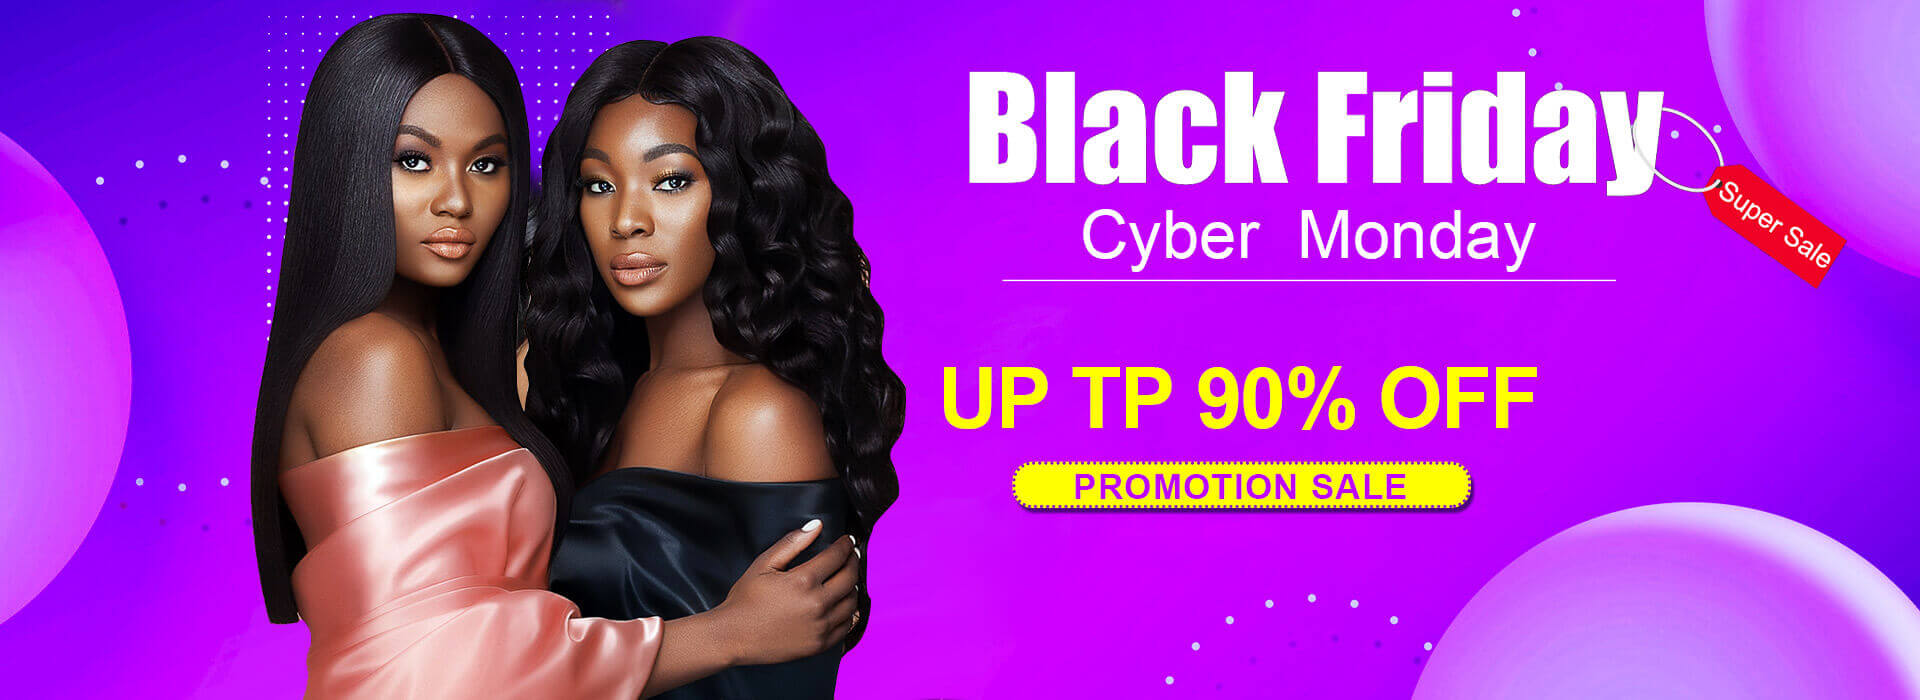 Black Friday
Cyber Monday
Super Sale
UP TP 90% OFF
PROMOTION SALE